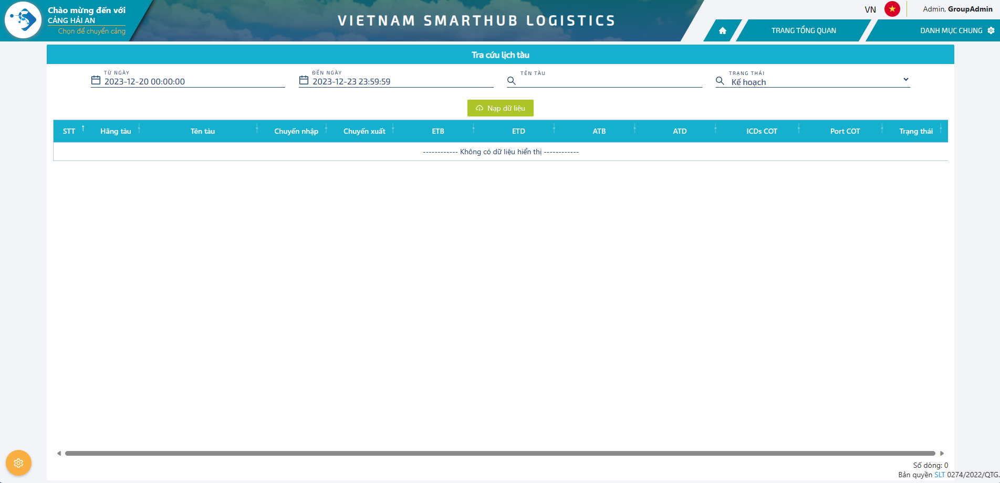 Chào mừng đến với
CẢNG HẢI AN
Chọn để chuyển cảng
VIETNAM SMARTHUB LOGISTICS
VN
Admin, GroupAdmin
TRANG TỔNG QUAN
DANH MỤC CHUNG
Tra cứu lịch tàu
TỪ NGÀY
2023-12-20 00:00:00
ĐẾN NGÀY
2023-12-23 23:59:59
TÊN TÀU
TRẠNG THÁI
Kế hoạch
Nạp dữ liệu
STT Hãng tàu Tên tàu Chuyến nhập Chuyến xuất ETB ETD ATB ATD ICDs COT Port COT Trạng thái
------------ Không có dữ liệu hiển thị ------------
Số dòng: 0
Bản quyền SLT 0274/2022/QTG.